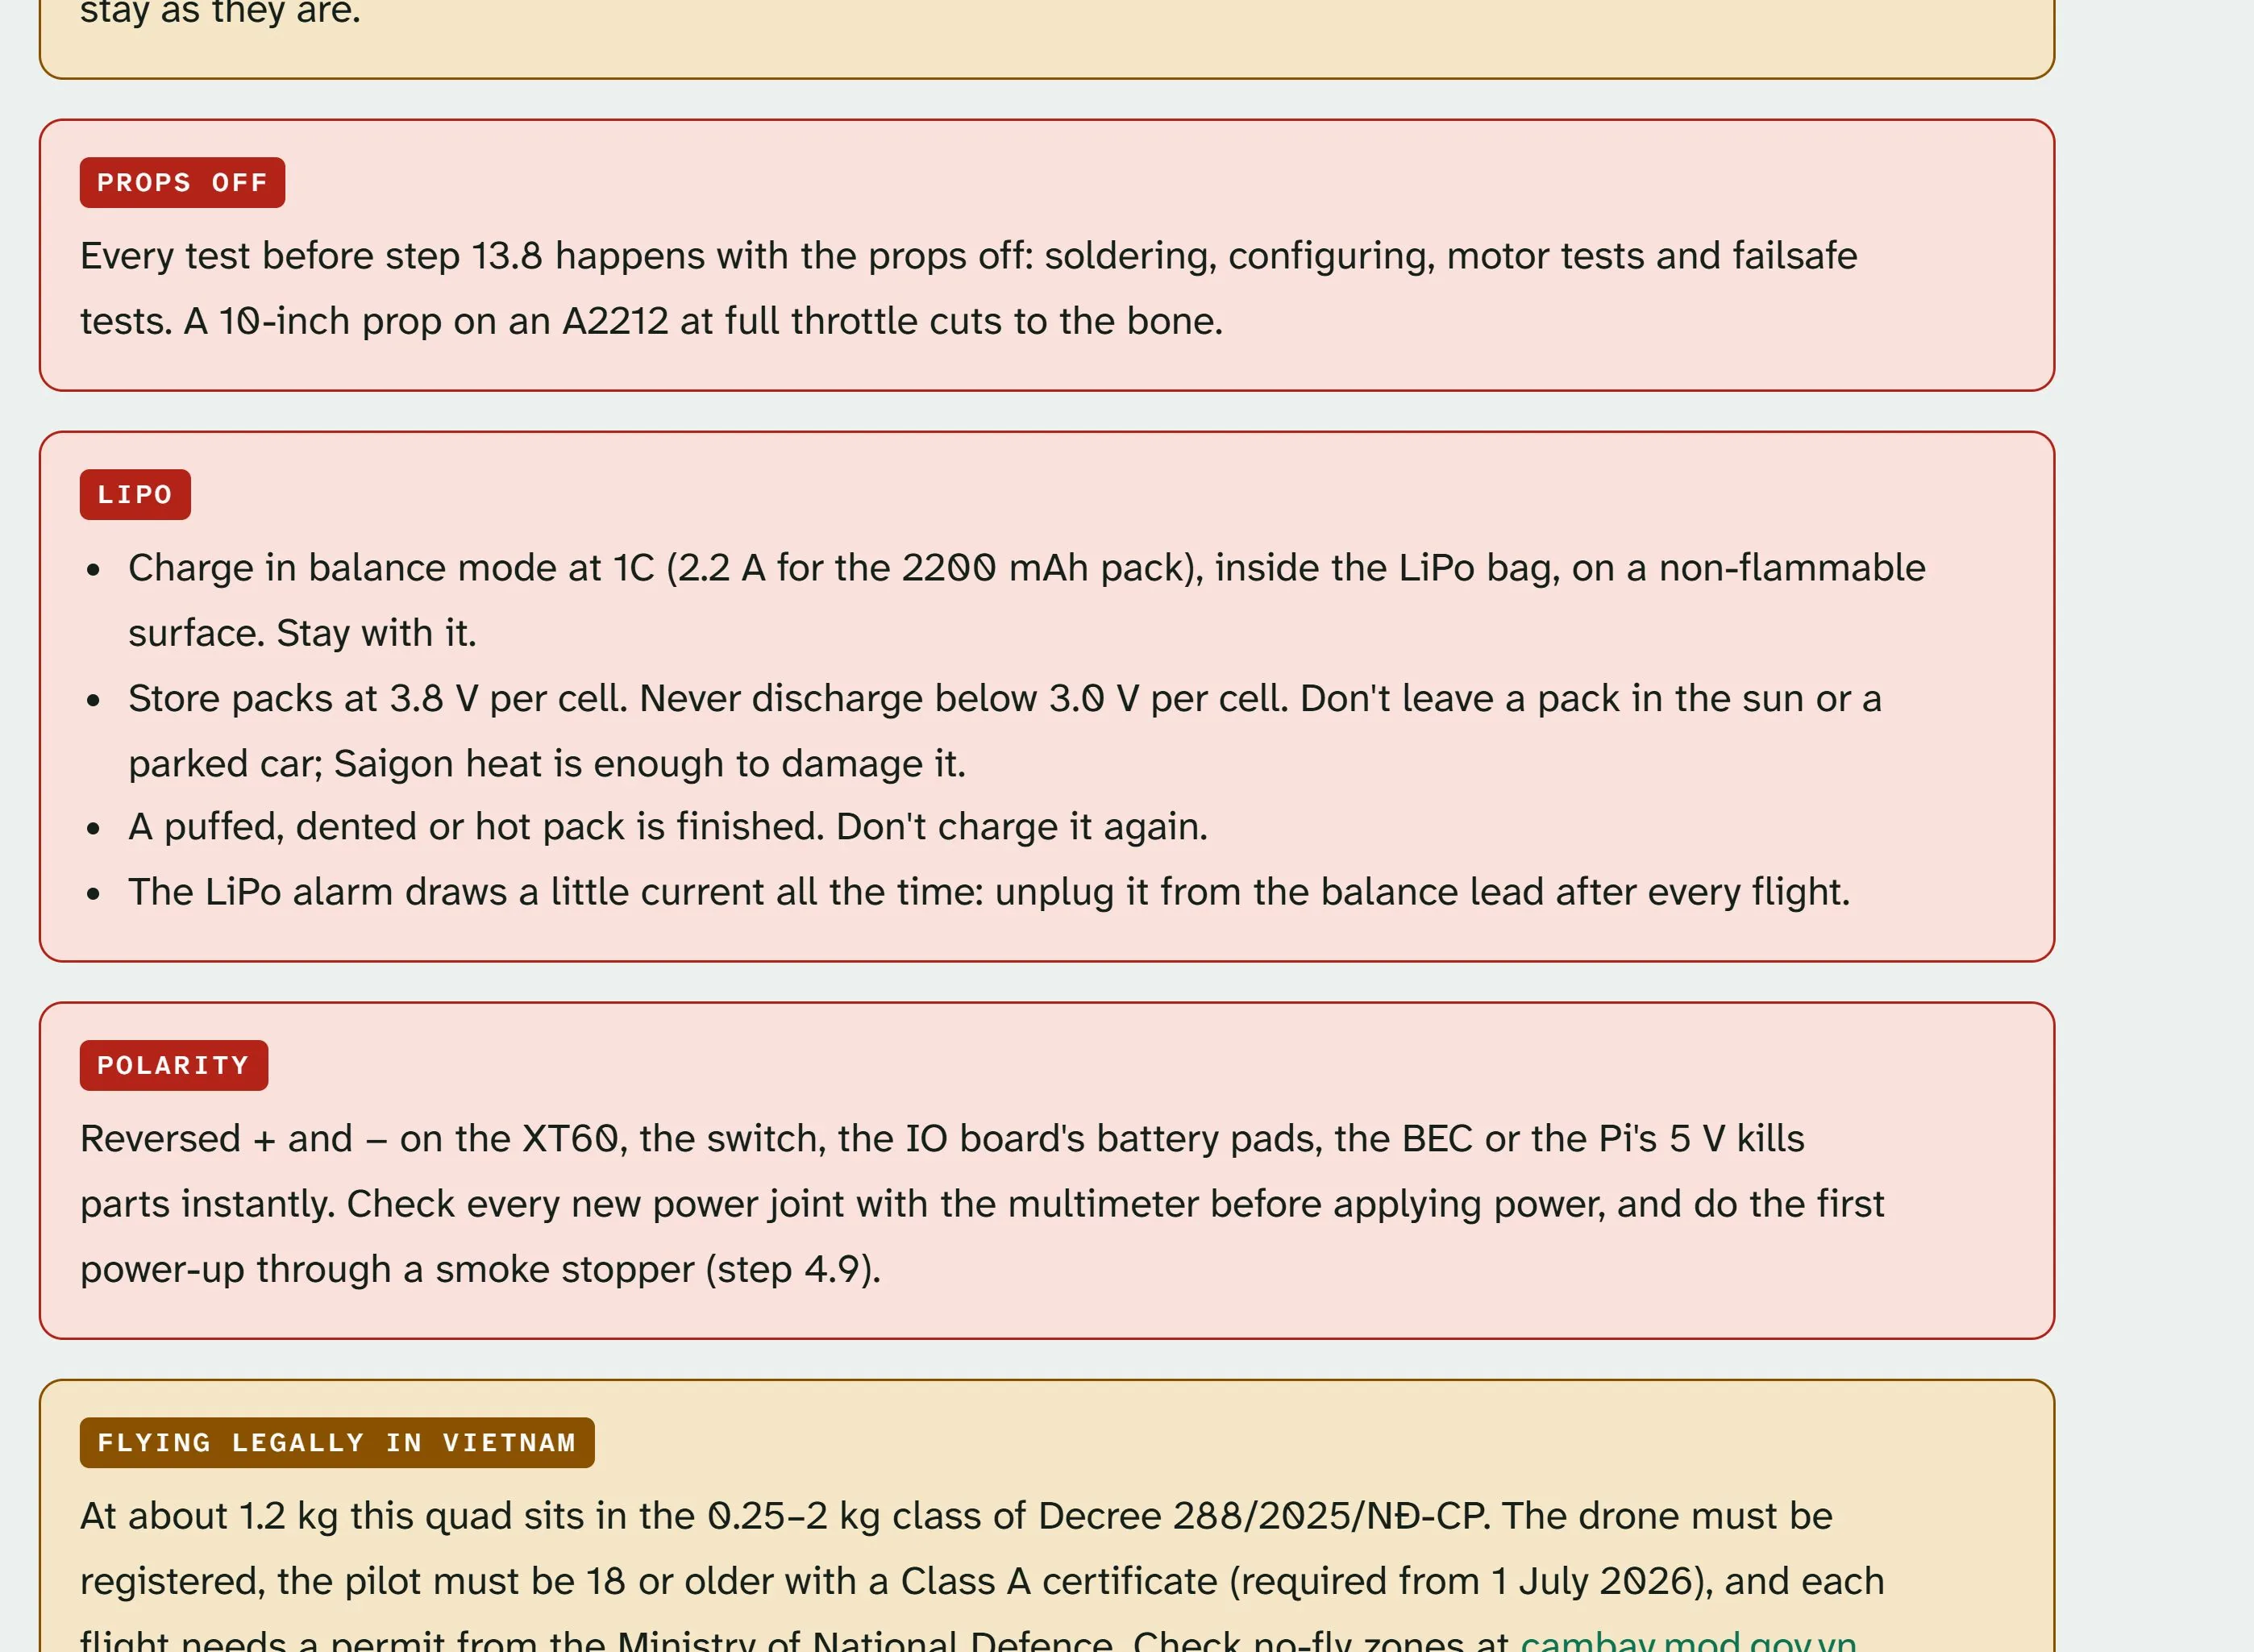 stay as they are.
PROPS OFF
Every test before step 13.8 happens with the props off: soldering, configuring, motor tests and failsafe
tests. A 10-inch prop on an A2212 at full throttle cuts to the bone.
LIPO
• Charge in balance mode at 1C (2.2 A for the 2200 mAh pack), inside the LiPo bag, on a non-flammable
surface. Stay with it.
• Store packs at 3.8 V per cell. Never discharge below 3.0 V per cell. Don't leave a pack in the sun or a
parked car; Saigon heat is enough to damage it.
• A puffed, dented or hot pack is finished. Don't charge it again.
• The LiPo alarm draws a little current all the time: unplug it from the balance lead after every flight.
POLARITY
Reversed + and – on the XT60, the switch, the IO board's battery pads, the BEC or the Pi's 5 V kills
parts instantly. Check every new power joint with the multimeter before applying power, and do the first
power-up through a smoke stopper (step 4.9).
FLYING LEGALLY IN VIETNAM
At about 1.2 kg this quad sits in the 0.25–2 kg class of Decree 288/2025/NĐ-CP. The drone must be
registered, the pilot must be 18 or older with a Class A certificate (required from 1 July 2026), and each
flight needs a permit from the Ministry of National Defence. Check no-fly zones at cambay.mod.gov.vn